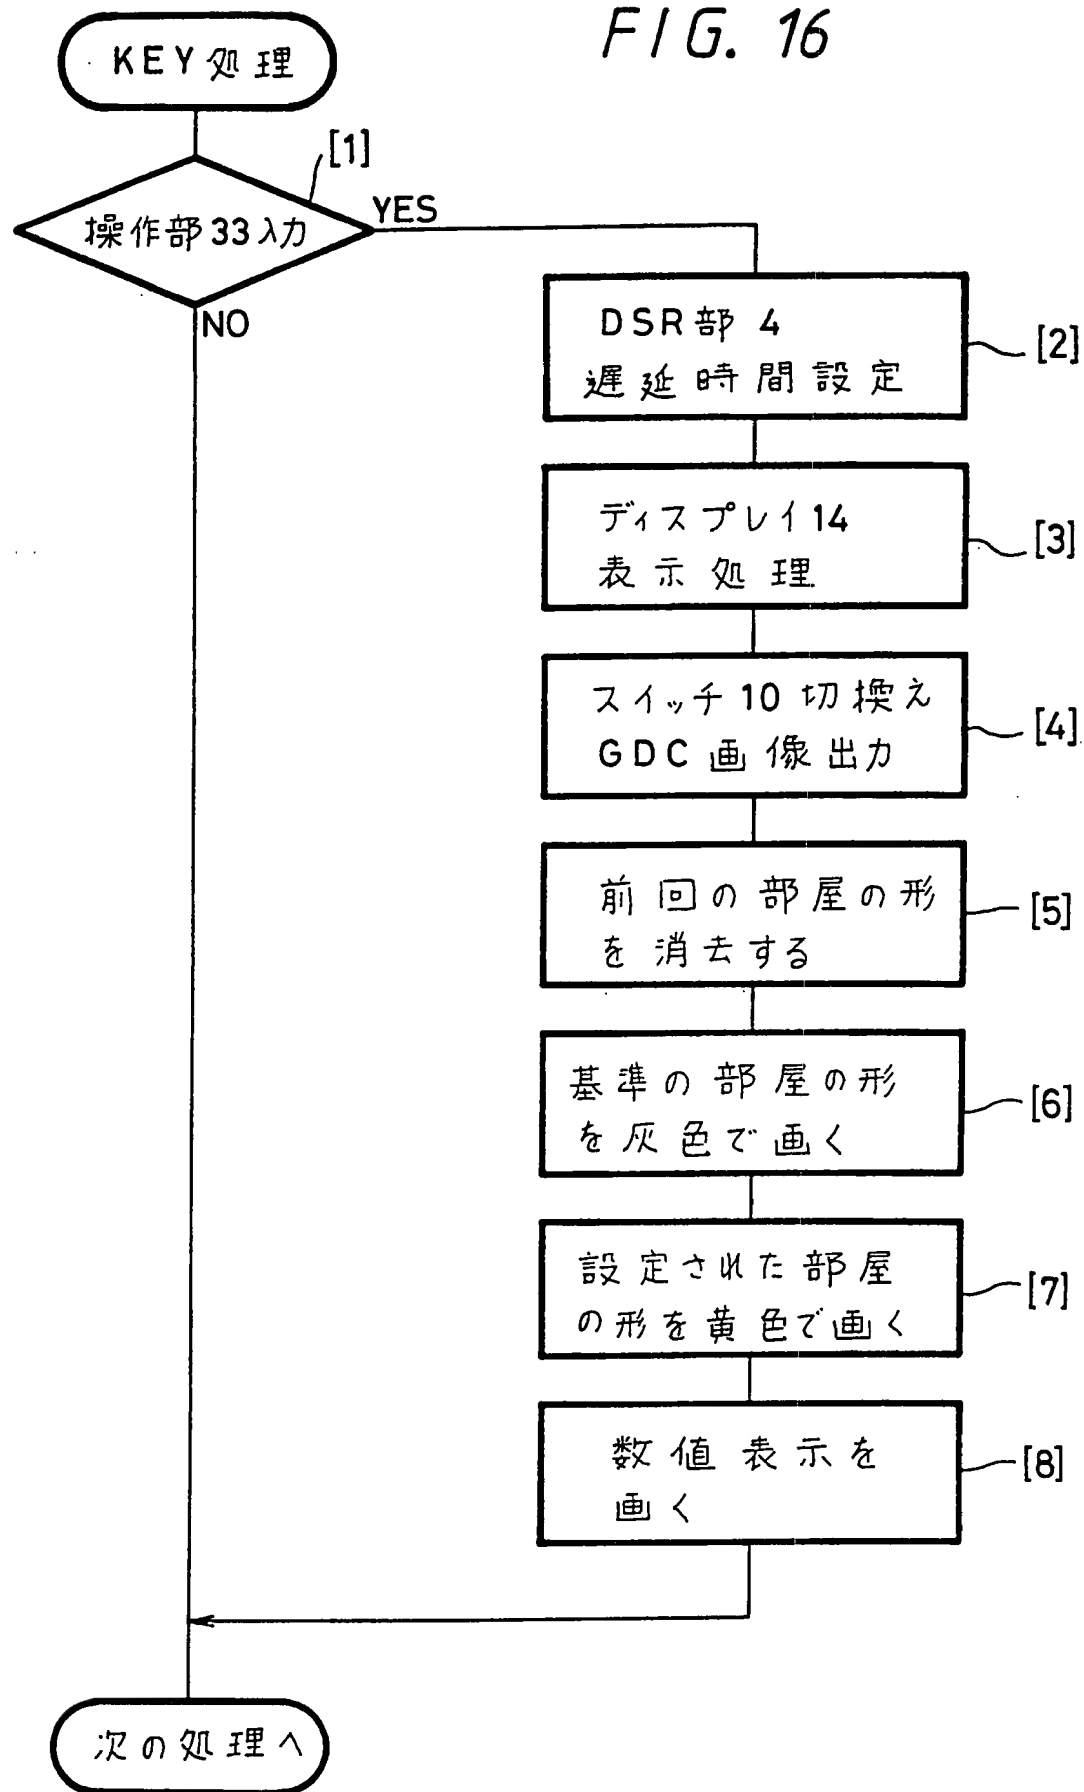 FIG. 16
KEY処理
[1]
操作部33入力
YES
NO
DSR部 4
遅延時間設定
[2]
ディスプレイ14
表示処理
[3]
スイッチ10切換え
GDC画像出力
[4]
前回の部屋の形
を消去する
[5]
基準の部屋の形
を灰色で画く
[6]
設定された部屋
の形を黄色で画く
[7]
数値表示を
画く
[8]
次の処理へ